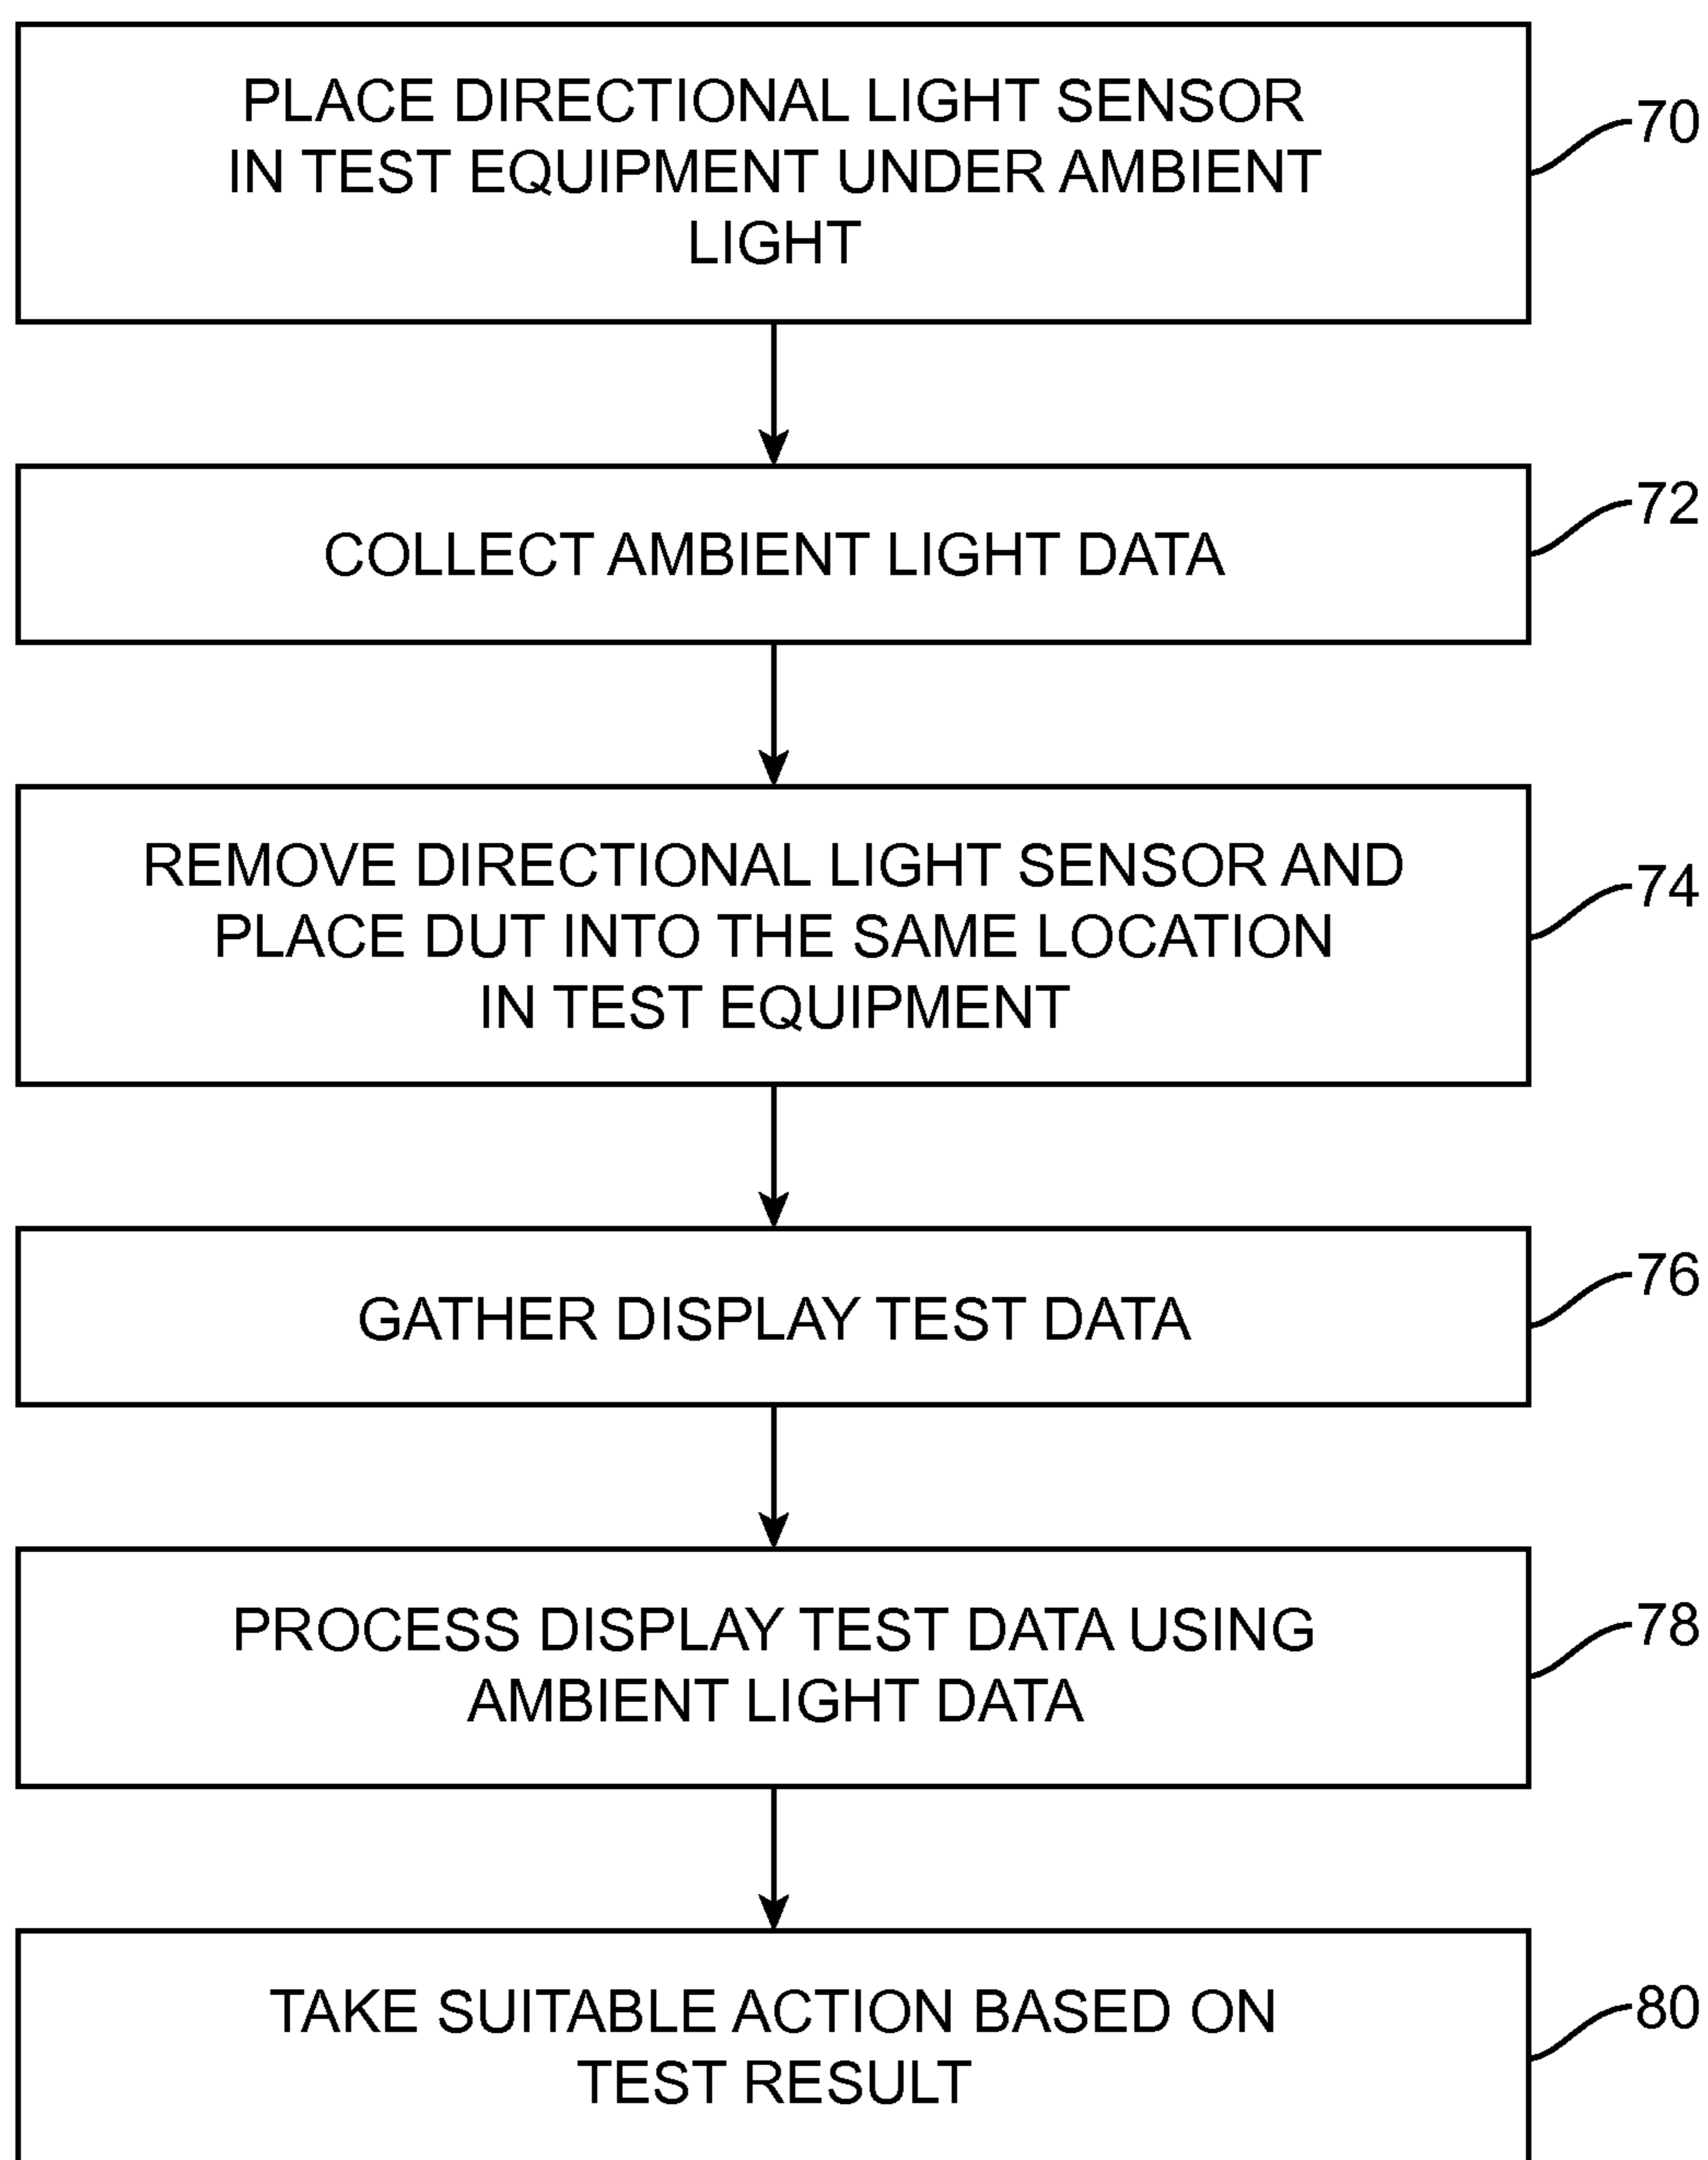 PLACE DIRECTIONAL LIGHT SENSOR
IN TEST EQUIPMENT UNDER AMBIENT
LIGHT
70
COLLECT AMBIENT LIGHT DATA
72
REMOVE DIRECTIONAL LIGHT SENSOR AND
PLACE DUT INTO THE SAME LOCATION
IN TEST EQUIPMENT
74
GATHER DISPLAY TEST DATA
76
PROCESS DISPLAY TEST DATA USING
AMBIENT LIGHT DATA
78
TAKE SUITABLE ACTION BASED ON
TEST RESULT
80